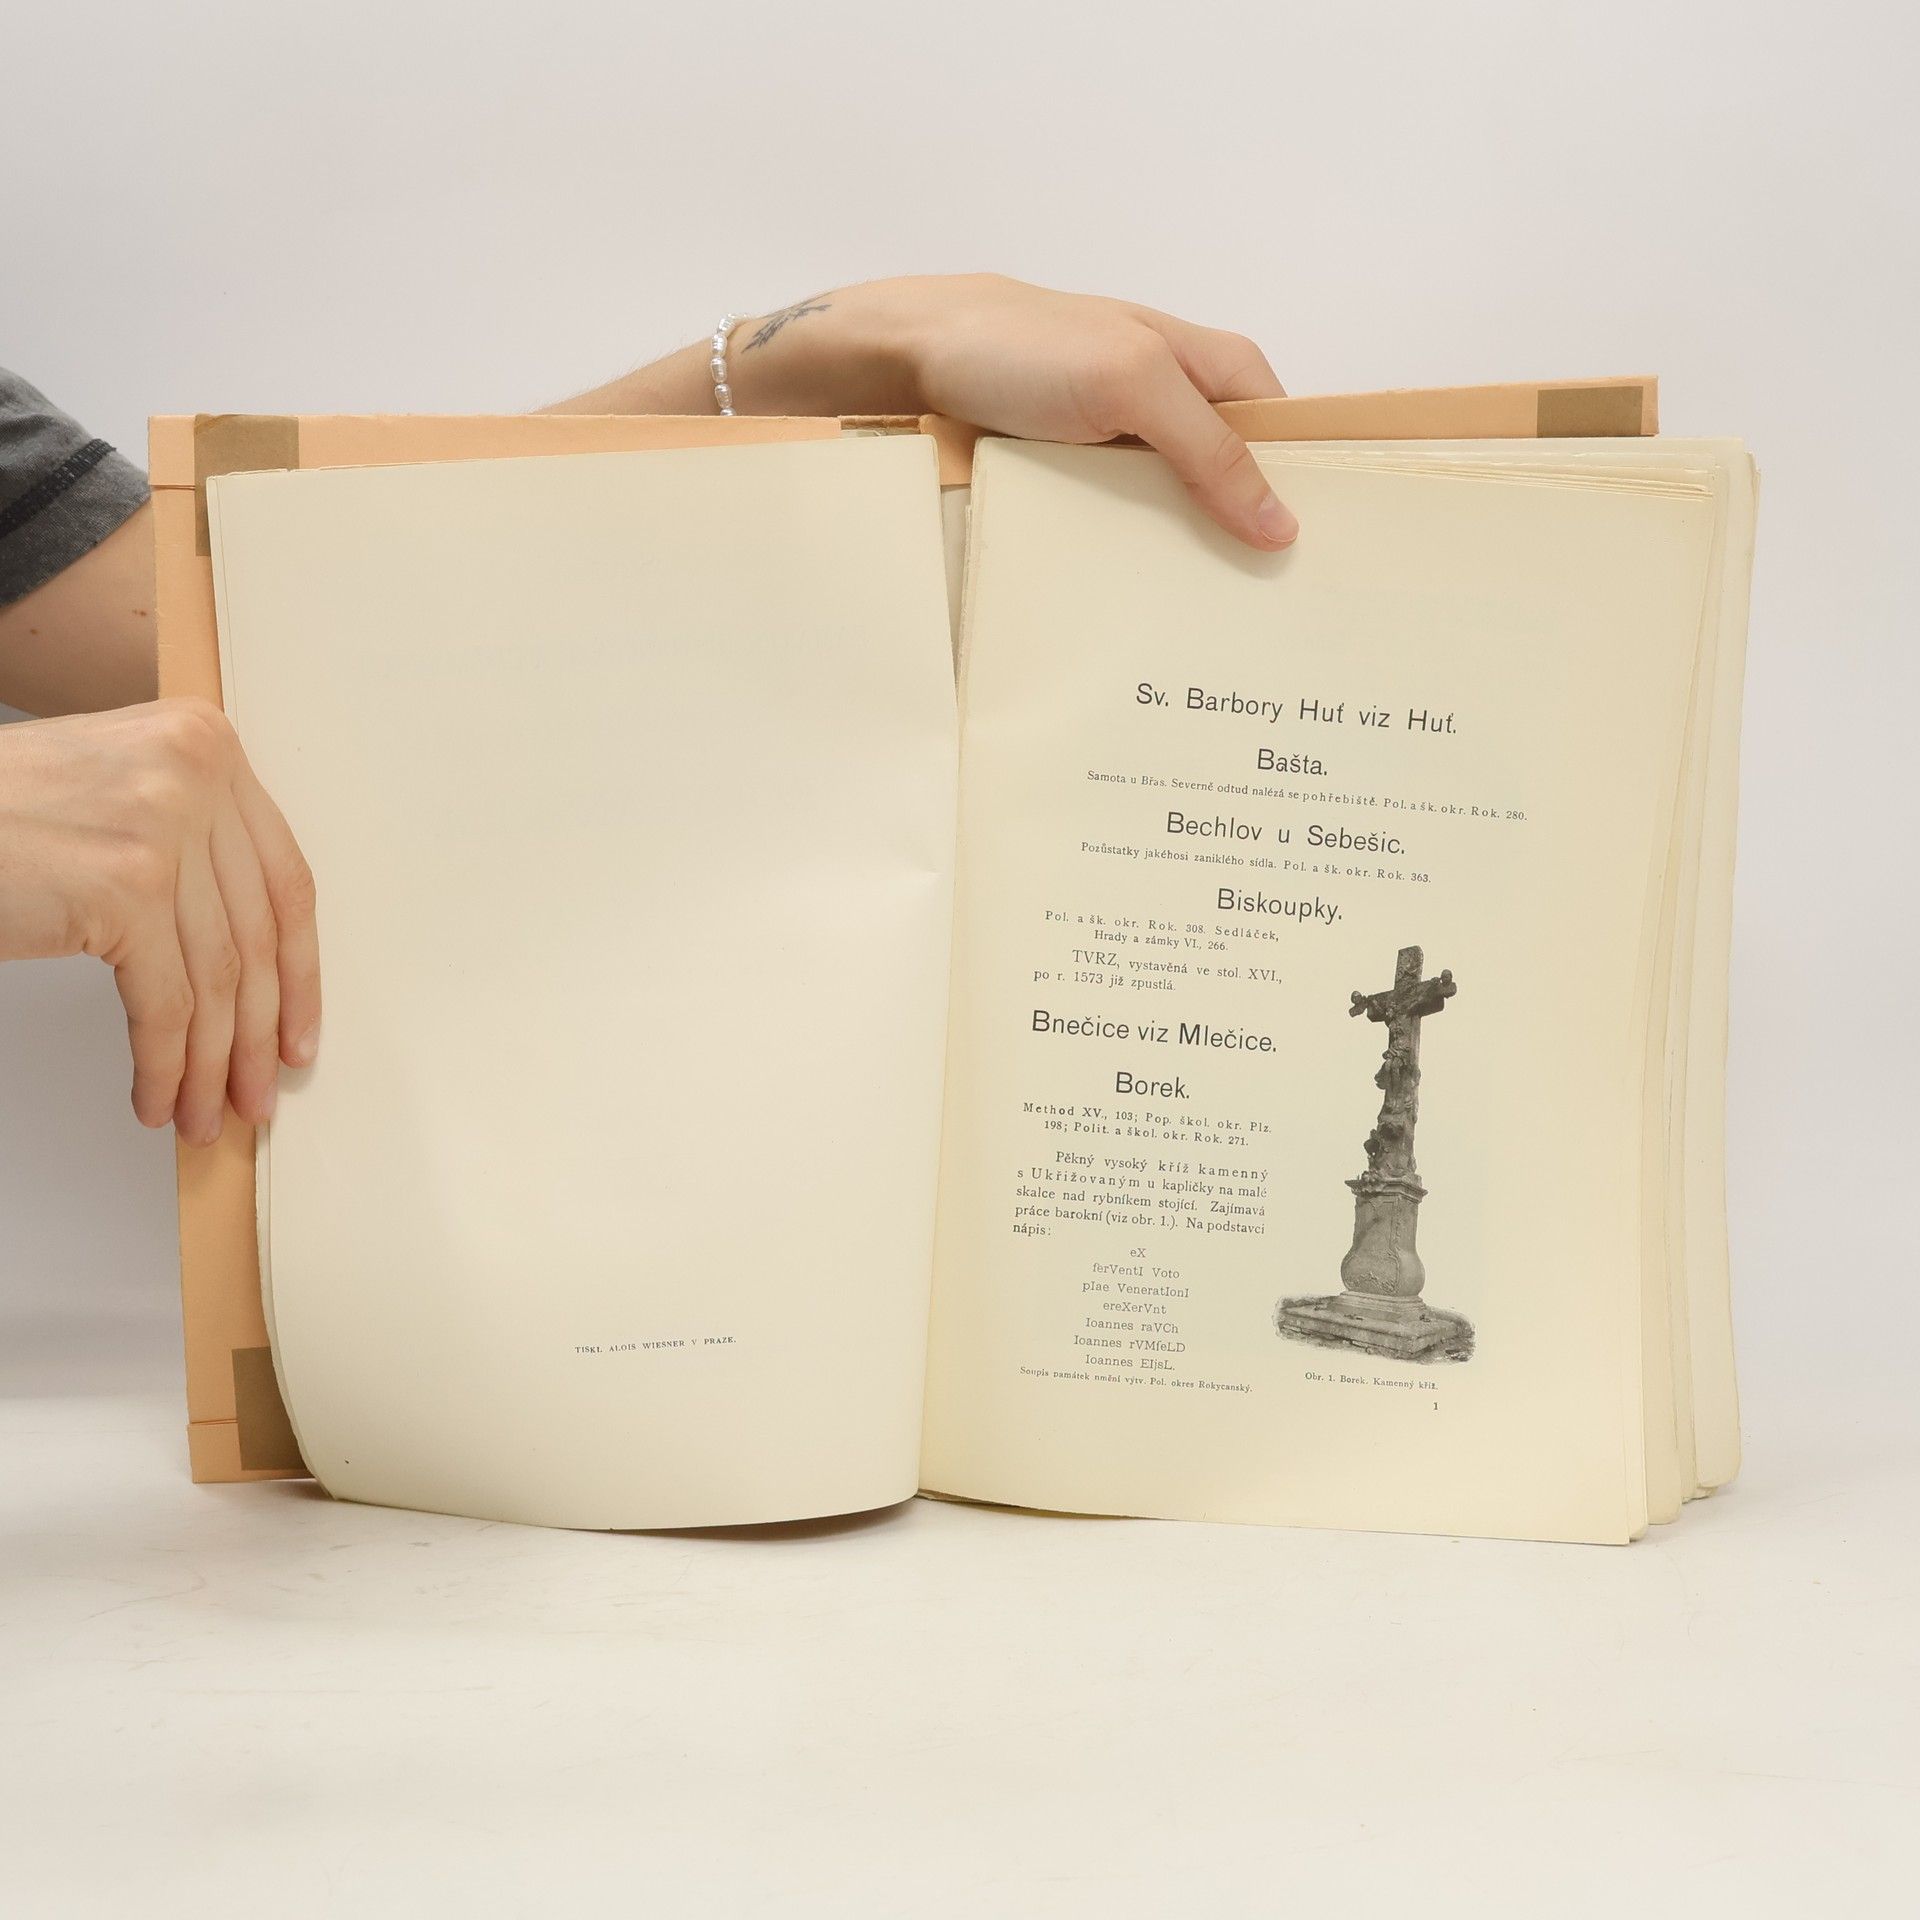 TISKL ALOIS WIESNER V PRAZE.
Sv. Barbory Huť viz Huť.
Bašta.
Samota u Břas. Severně odtud nalézá se pohřebiště. Pol. a šk. okr. Rok. 280.
Bechlov u Sebešic.
Pozůstatky jakéhosi zaniklého sídla. Pol. a šk. okr. Rok. 363.
Biskoupky.
Pol. a šk. okr. Rok. 308. Sedláček,
Hrady a zámky VI., 266.
TVRZ, vystavěná ve stol. XVI.,
po r. 1573 již zpustlá.
Bnečice viz Mlečice.
Borek.
Method XV., 103; Pop. škol. okr. Plz.
198; Polit. a škol. okr. Rok. 271.
Pěkný vysoký kříž kamenný
s Ukřižovaným u kapličky na malé
skalce nad rybníkem stojící. Zajímavá
práce barokní (viz obr. 1.). Na podstavci
nápis:
eX
ferVentI Voto
pIae VeneratIonI
ereXerVnt
Ioannes raVCh
Ioannes rVMfeLD
Ioannes EIjsL.
Soupis památek umění výtv. Pol. okres Rokycanský.
Obr. 1. Borek. Kamenný kříž.
1